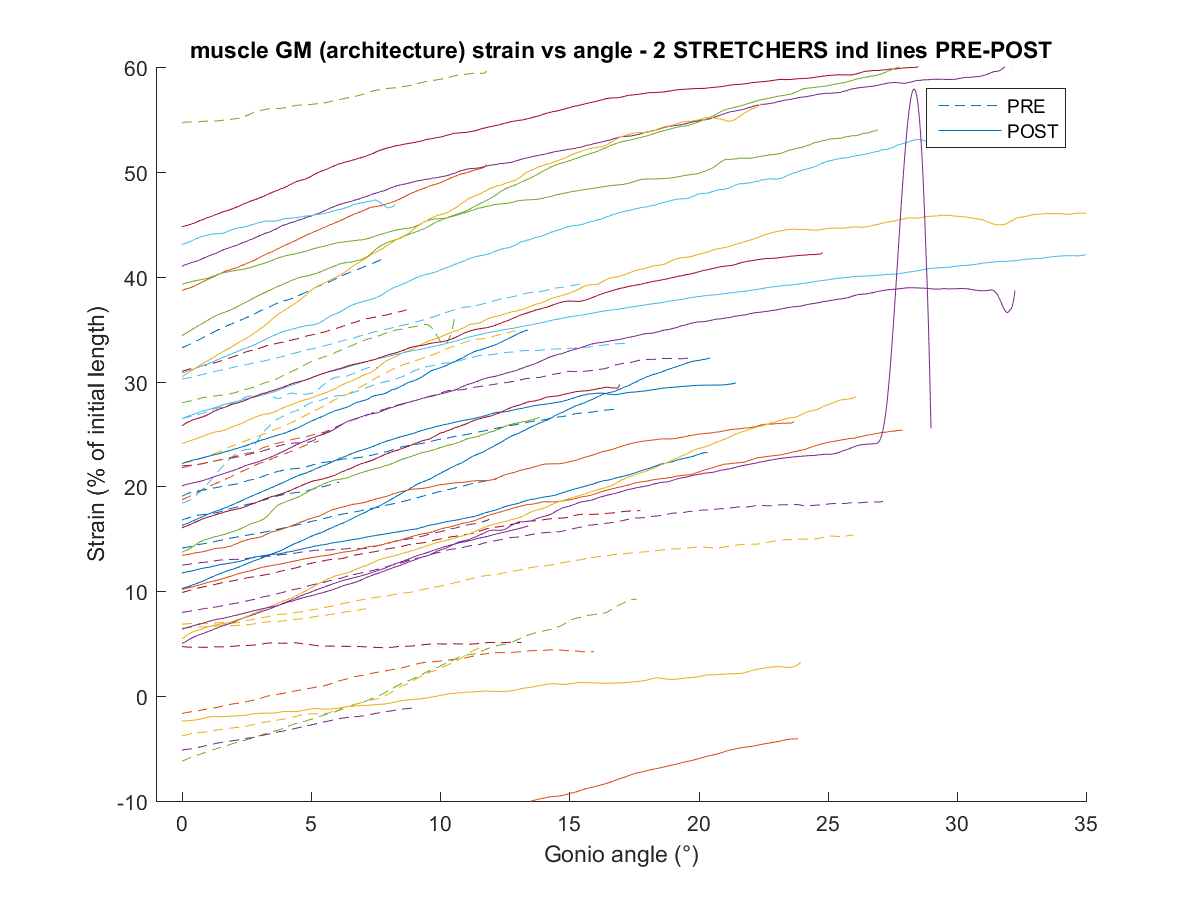 muscle GM (architecture) strain vs angle - 2 STRETCHERS ind lines PRE-POST
60
50
40
30
20
10
0
-10
Strain (% of initial length)
PRE
POST
0 5 10 15 20 25 30 35
Gonio angle (°)